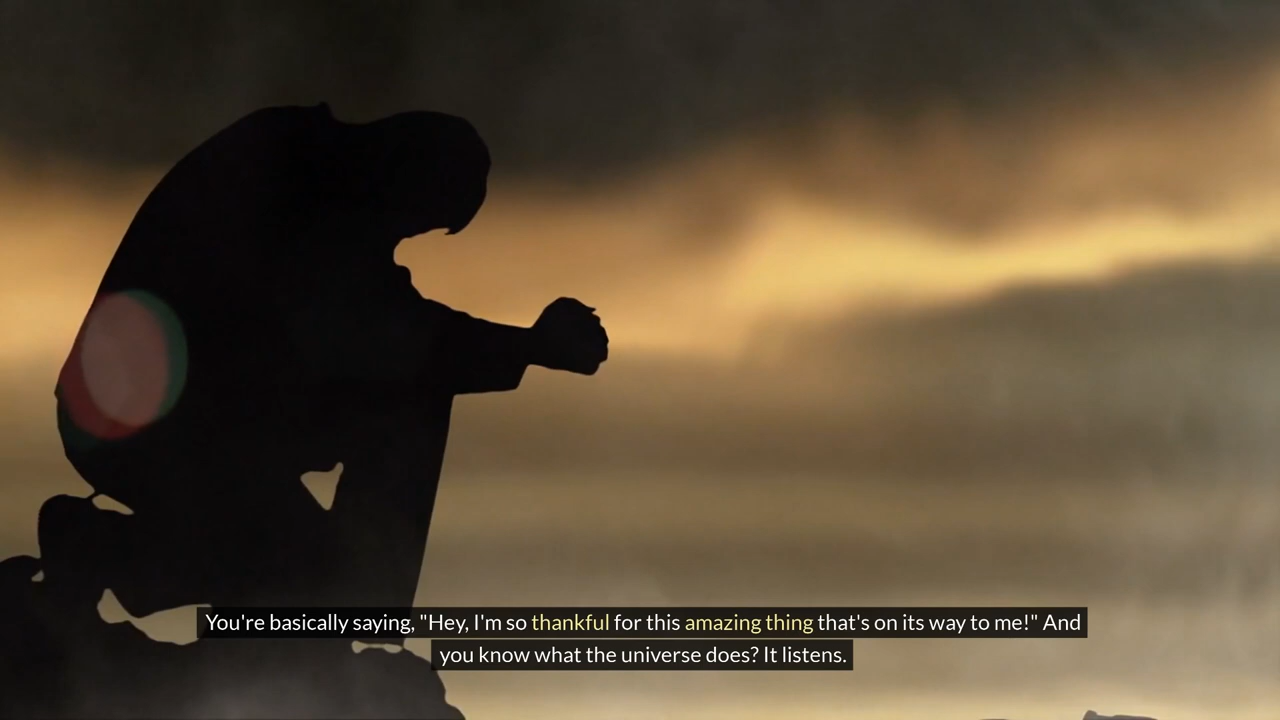 You're basically saying, "Hey, I'm so thankful for this amazing thing that's on its way to me!" And
you know what the universe does? It listens.